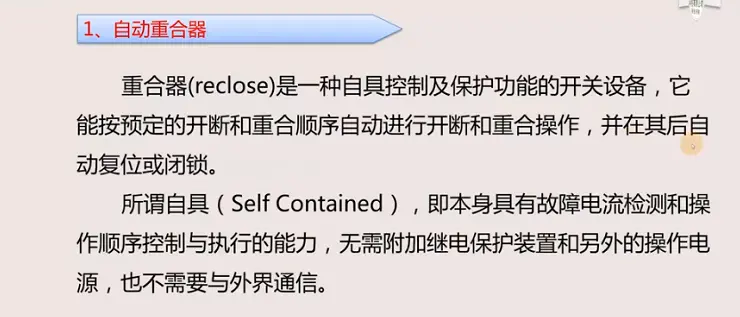 1、自动重合器
重合器(reclose)是一种自具控制及保护功能的开关设备，它
能按预定的开断和重合顺序自动进行开断和重合操作，并在其后自
动复位或闭锁。
所谓自具（Self Contained），即本身具有故障电流检测和操
作顺序控制与执行的能力，无需附加继电保护装置和另外的操作电
源，也不需要与外界通信。